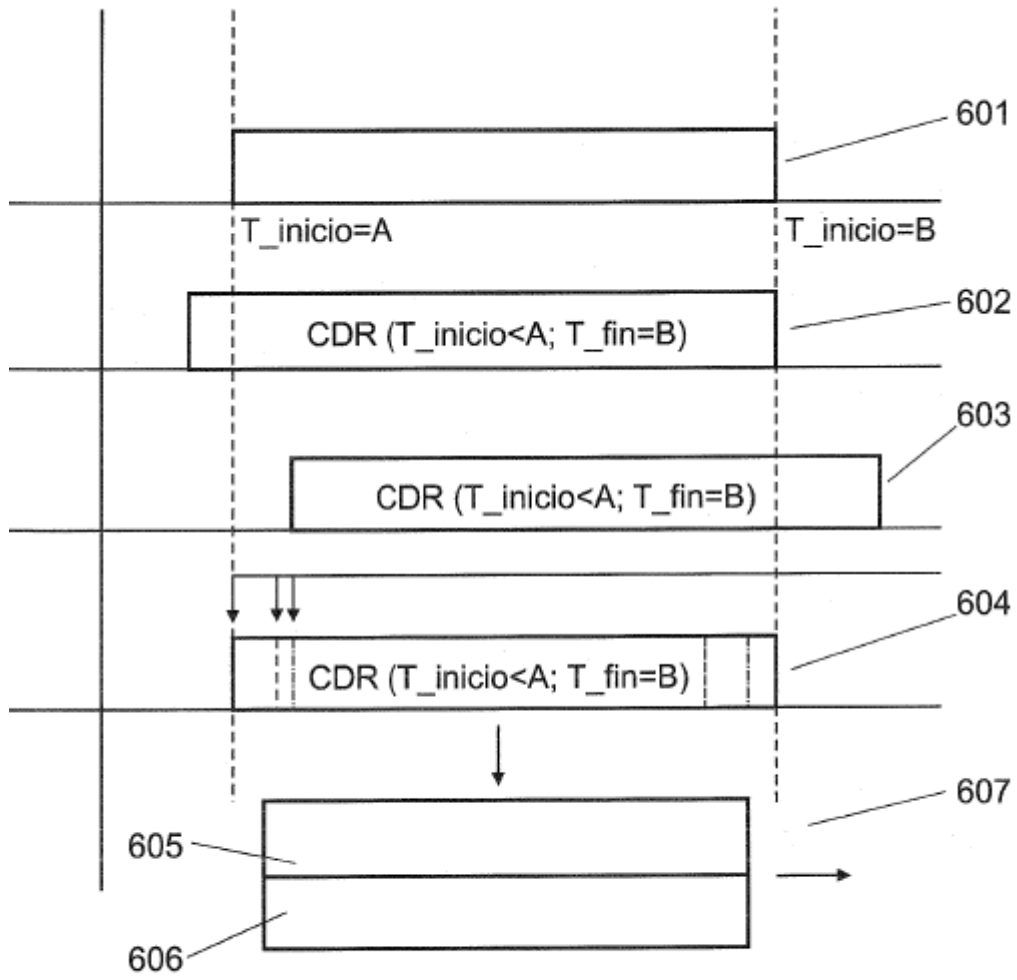 601
T_inicio=A
T_inicio=B
602
CDR (T_inicio<A; T_fin=B)
603
CDR (T_inicio<A; T_fin=B)
604
CDR (T_inicio<A; T_fin=B)
607
605
606